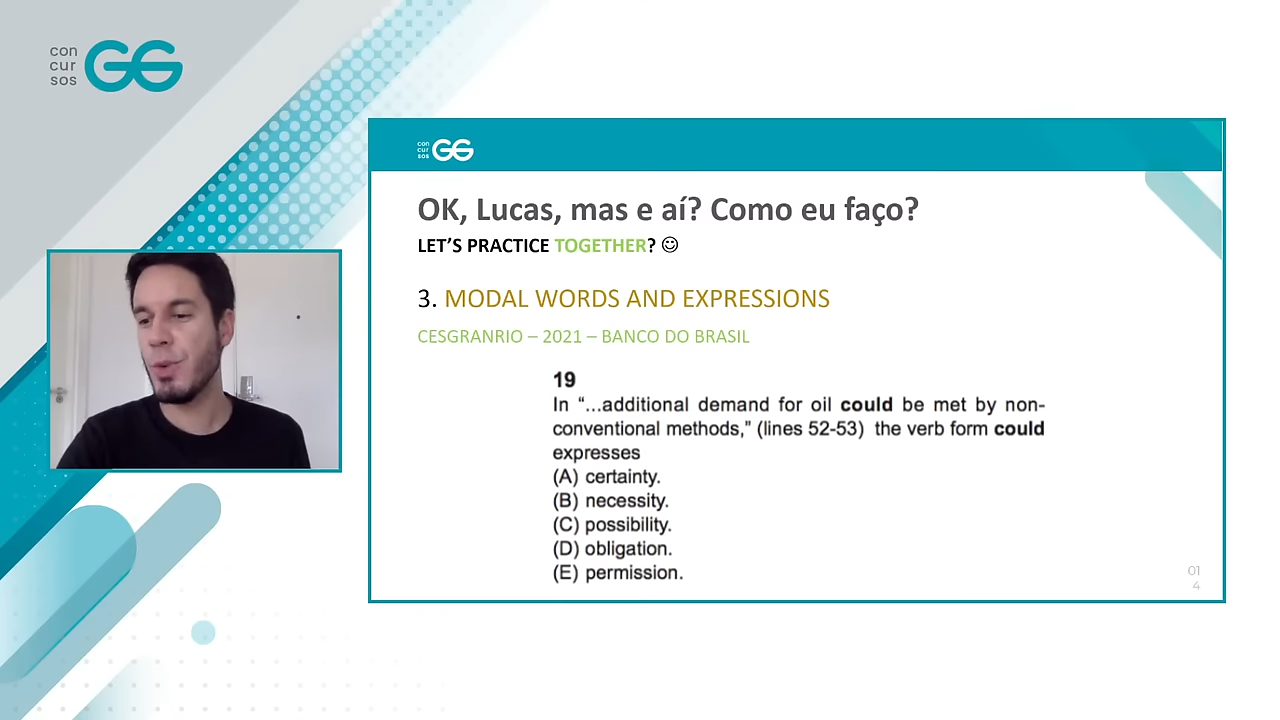 con
cur
sos
GG
con
cur
sos
GG
OK, Lucas, mas e aí? Como eu faço?
LET'S PRACTICE TOGETHER? ☺
3. MODAL WORDS AND EXPRESSIONS
CESGRANRIO – 2021 – BANCO DO BRASIL
19
In “...additional demand for oil could be met by non-
conventional methods,” (lines 52-53) the verb form could
expresses
(A) certainty.
(B) necessity.
(C) possibility.
(D) obligation.
(E) permission.
01
4